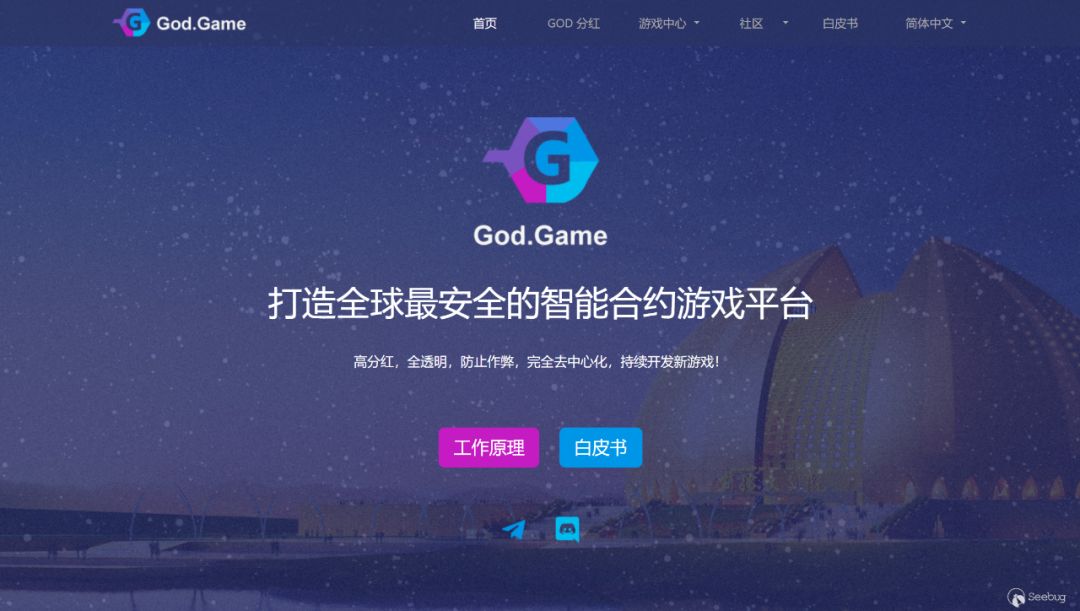 God.Game 首页 GOD 分红 游戏中心 社区 白皮书 简体中文
G
God.Game
打造全球最安全的智能合约游戏平台
高分红，全透明，防止作弊，完全去中心化，持续开发新游戏！
工作原理 白皮书
Seebug